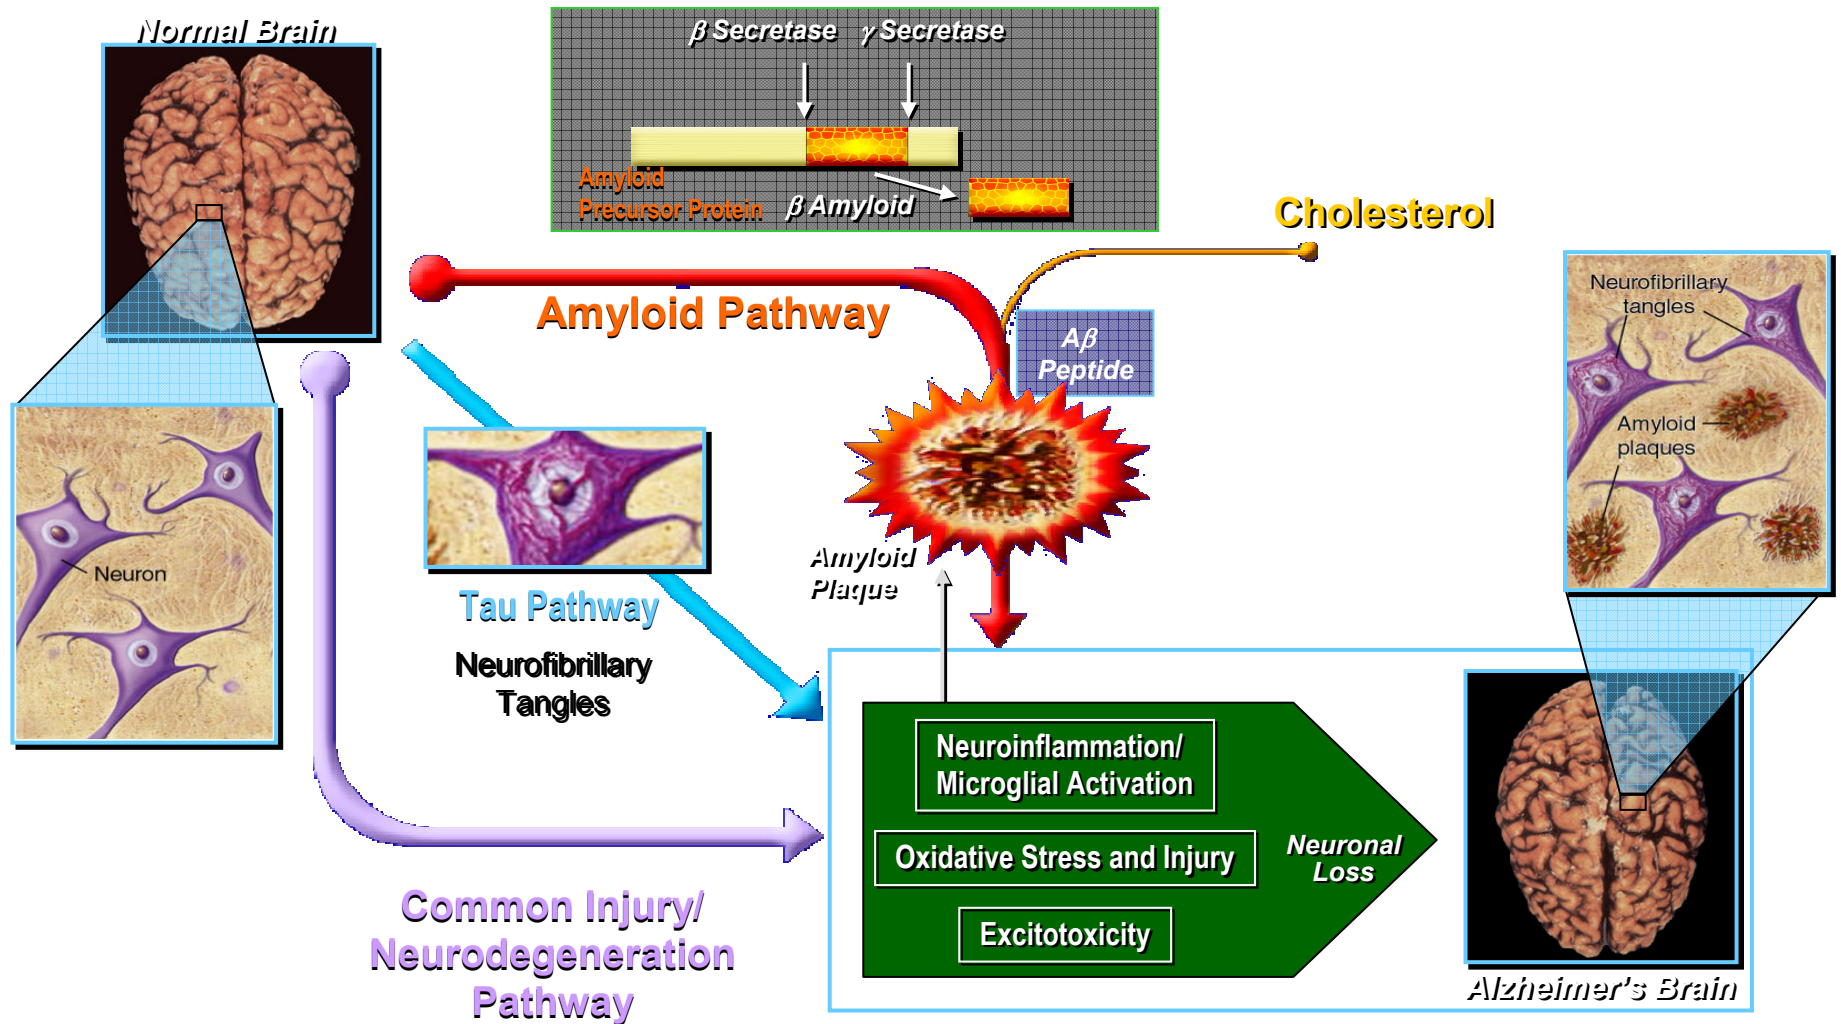 Normal Brain
β Secretase γ Secretase
Amyloid
Precursor Protein
β Amyloid
Cholesterol
Amyloid Pathway
Aβ
Peptide
Neurofibrillary
tangles
Amyloid
plaques
Neuron
Amyloid
Plaque
Tau Pathway
Neurofibrillary
Tangles
Neuroinflammation/
Microglial Activation
Oxidative Stress and Injury
Excitotoxicity
Neuronal
Loss
Common Injury/
Neurodegeneration
Pathway
Alzheimer's Brain